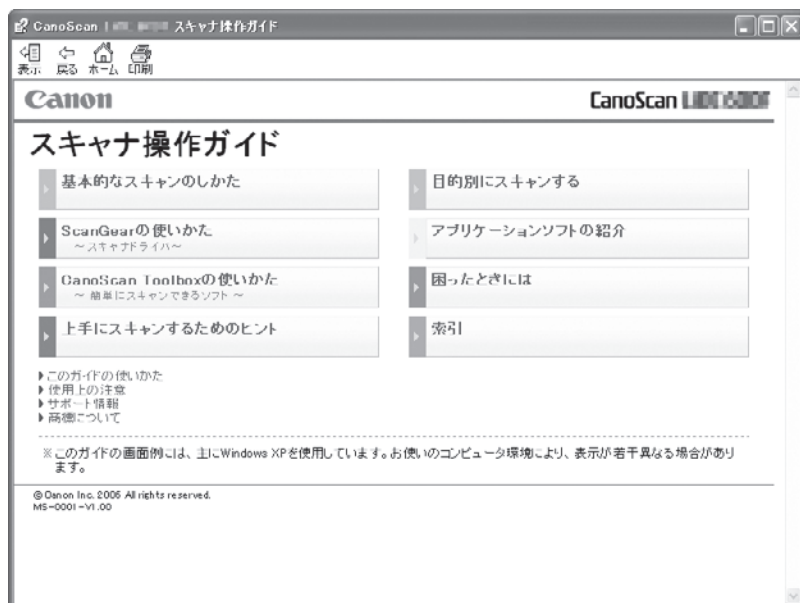 CanoScan スキャナ操作ガイド
表示 戻る ホーム 印刷
Canon
CanoScan
スキャナ操作ガイド
基本的なスキャンのしかた
目的別にスキャンする
ScanGearの使いかた
～スキャナドライバ～
アプリケーションソフトの紹介
CanoScan Toolboxの使いかた
～ 簡単にスキャンできるソフト ～
困ったときには
上手にスキャンするためのヒント
索引
このガイドの使いかた
使用上の注意
サポート情報
商標について
※このガイドの画面例には、主にWindows XPを使用しています。お使いのコンピュータ環境により、表示が若干異なる場合があり
ます。
© Canon Inc. 2006 All rights reserved.
MS-0001-V1.00